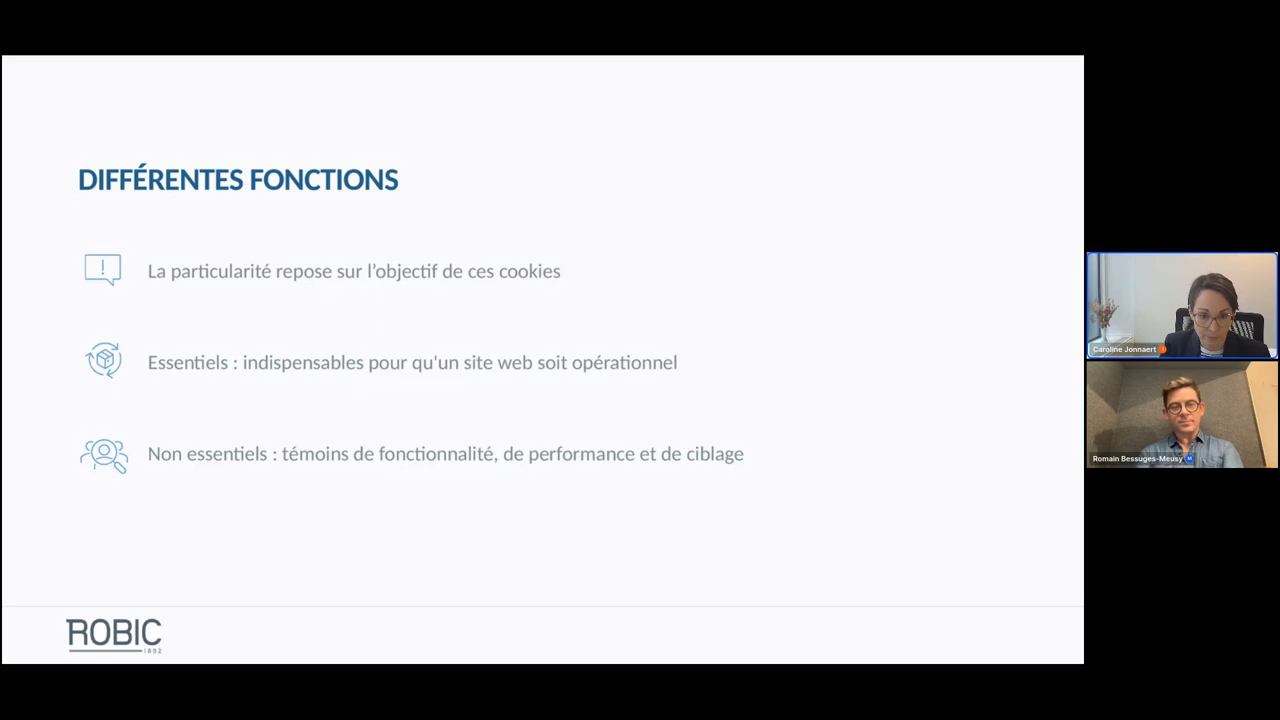 DIFFÉRENTES FONCTIONS
La particularité repose sur l’objectif de ces cookies
Essentiels : indispensables pour qu'un site web soit opérationnel
Non essentiels : témoins de fonctionnalité, de performance et de ciblage
ROBIC
1892
Caroline Jonnaert
Romain Bessuges-Meusy